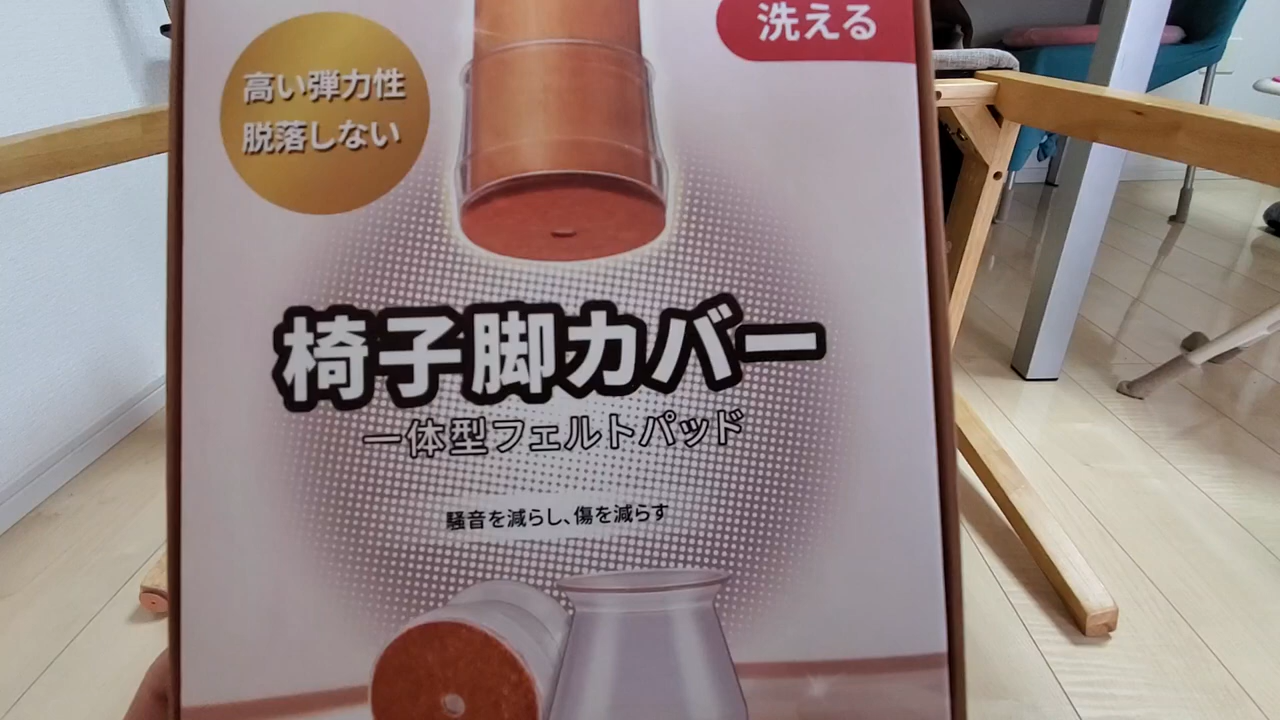 洗える
高い弾力性
脱落しない
椅子脚カバー
一体型フェルトパッド
騒音を減らし、傷を減らす